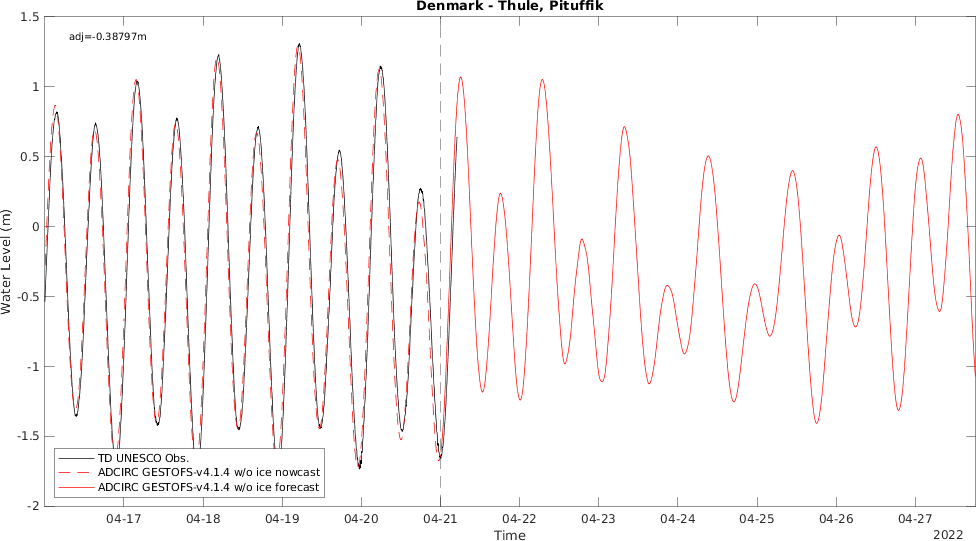 Denmark - Thule, Pituffik
1.5
adj=-0.38797m
1
0.5
0
-0.5
-1
-1.5
-2
Water Level (m)
TD UNESCO Obs.
ADCIRC GESTOFS-v4.1.4 w/o ice nowcast
ADCIRC GESTOFS-v4.1.4 w/o ice forecast
04-17 04-18 04-19 04-20 04-21 04-22 04-23 04-24 04-25 04-26 04-27
Time
2022